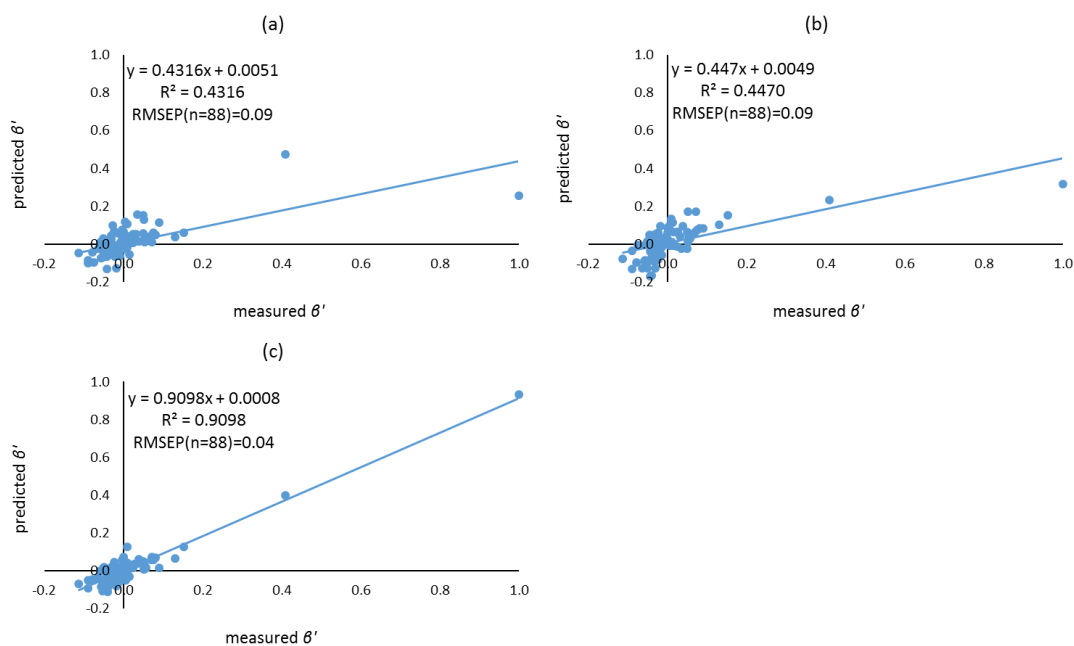 (a)
1.0
y = 0.4316x + 0.0051
0.8
R² = 0.4316
RMSEP(n=88)=0.09
0.6
0.4
0.2
0.0
-0.2 0.0 0.2 0.4 0.6 0.8 1.0
-0.2
predicted β'
measured β'
(b)
1.0
y = 0.447x + 0.0049
0.8
R² = 0.4470
RMSEP(n=88)=0.09
0.6
0.4
0.2
0.0
-0.2 0.0 0.2 0.4 0.6 0.8 1.0
-0.2
predicted β'
measured β'
(c)
1.0
y = 0.9098x + 0.0008
0.8
R² = 0.9098
RMSEP(n=88)=0.04
0.6
0.4
0.2
0.0
-0.2 0.0 0.2 0.4 0.6 0.8 1.0
-0.2
predicted β'
measured β'